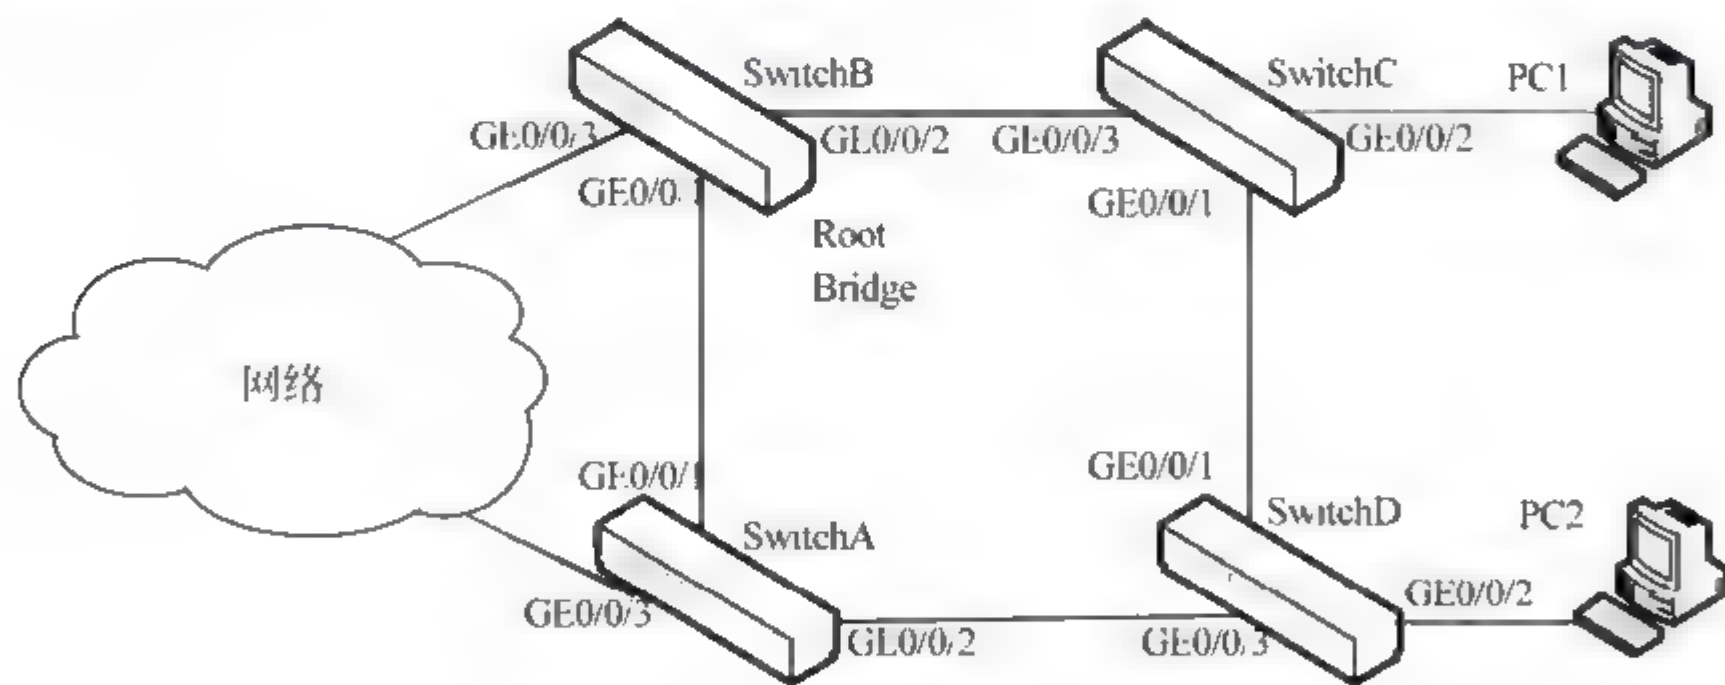 SwitchB
SwitchC
PC1
GE0/0/3
GE0/0/2
GE0/0/3
GE0/0/2
GE0/0/1
GE0/0/1
Root
Bridge
网络
GE0/0/1
GE0/0/1
SwitchA
SwitchD
PC2
GE0/0/3
GE0/0/2
GE0/0/3
GE0/0/2